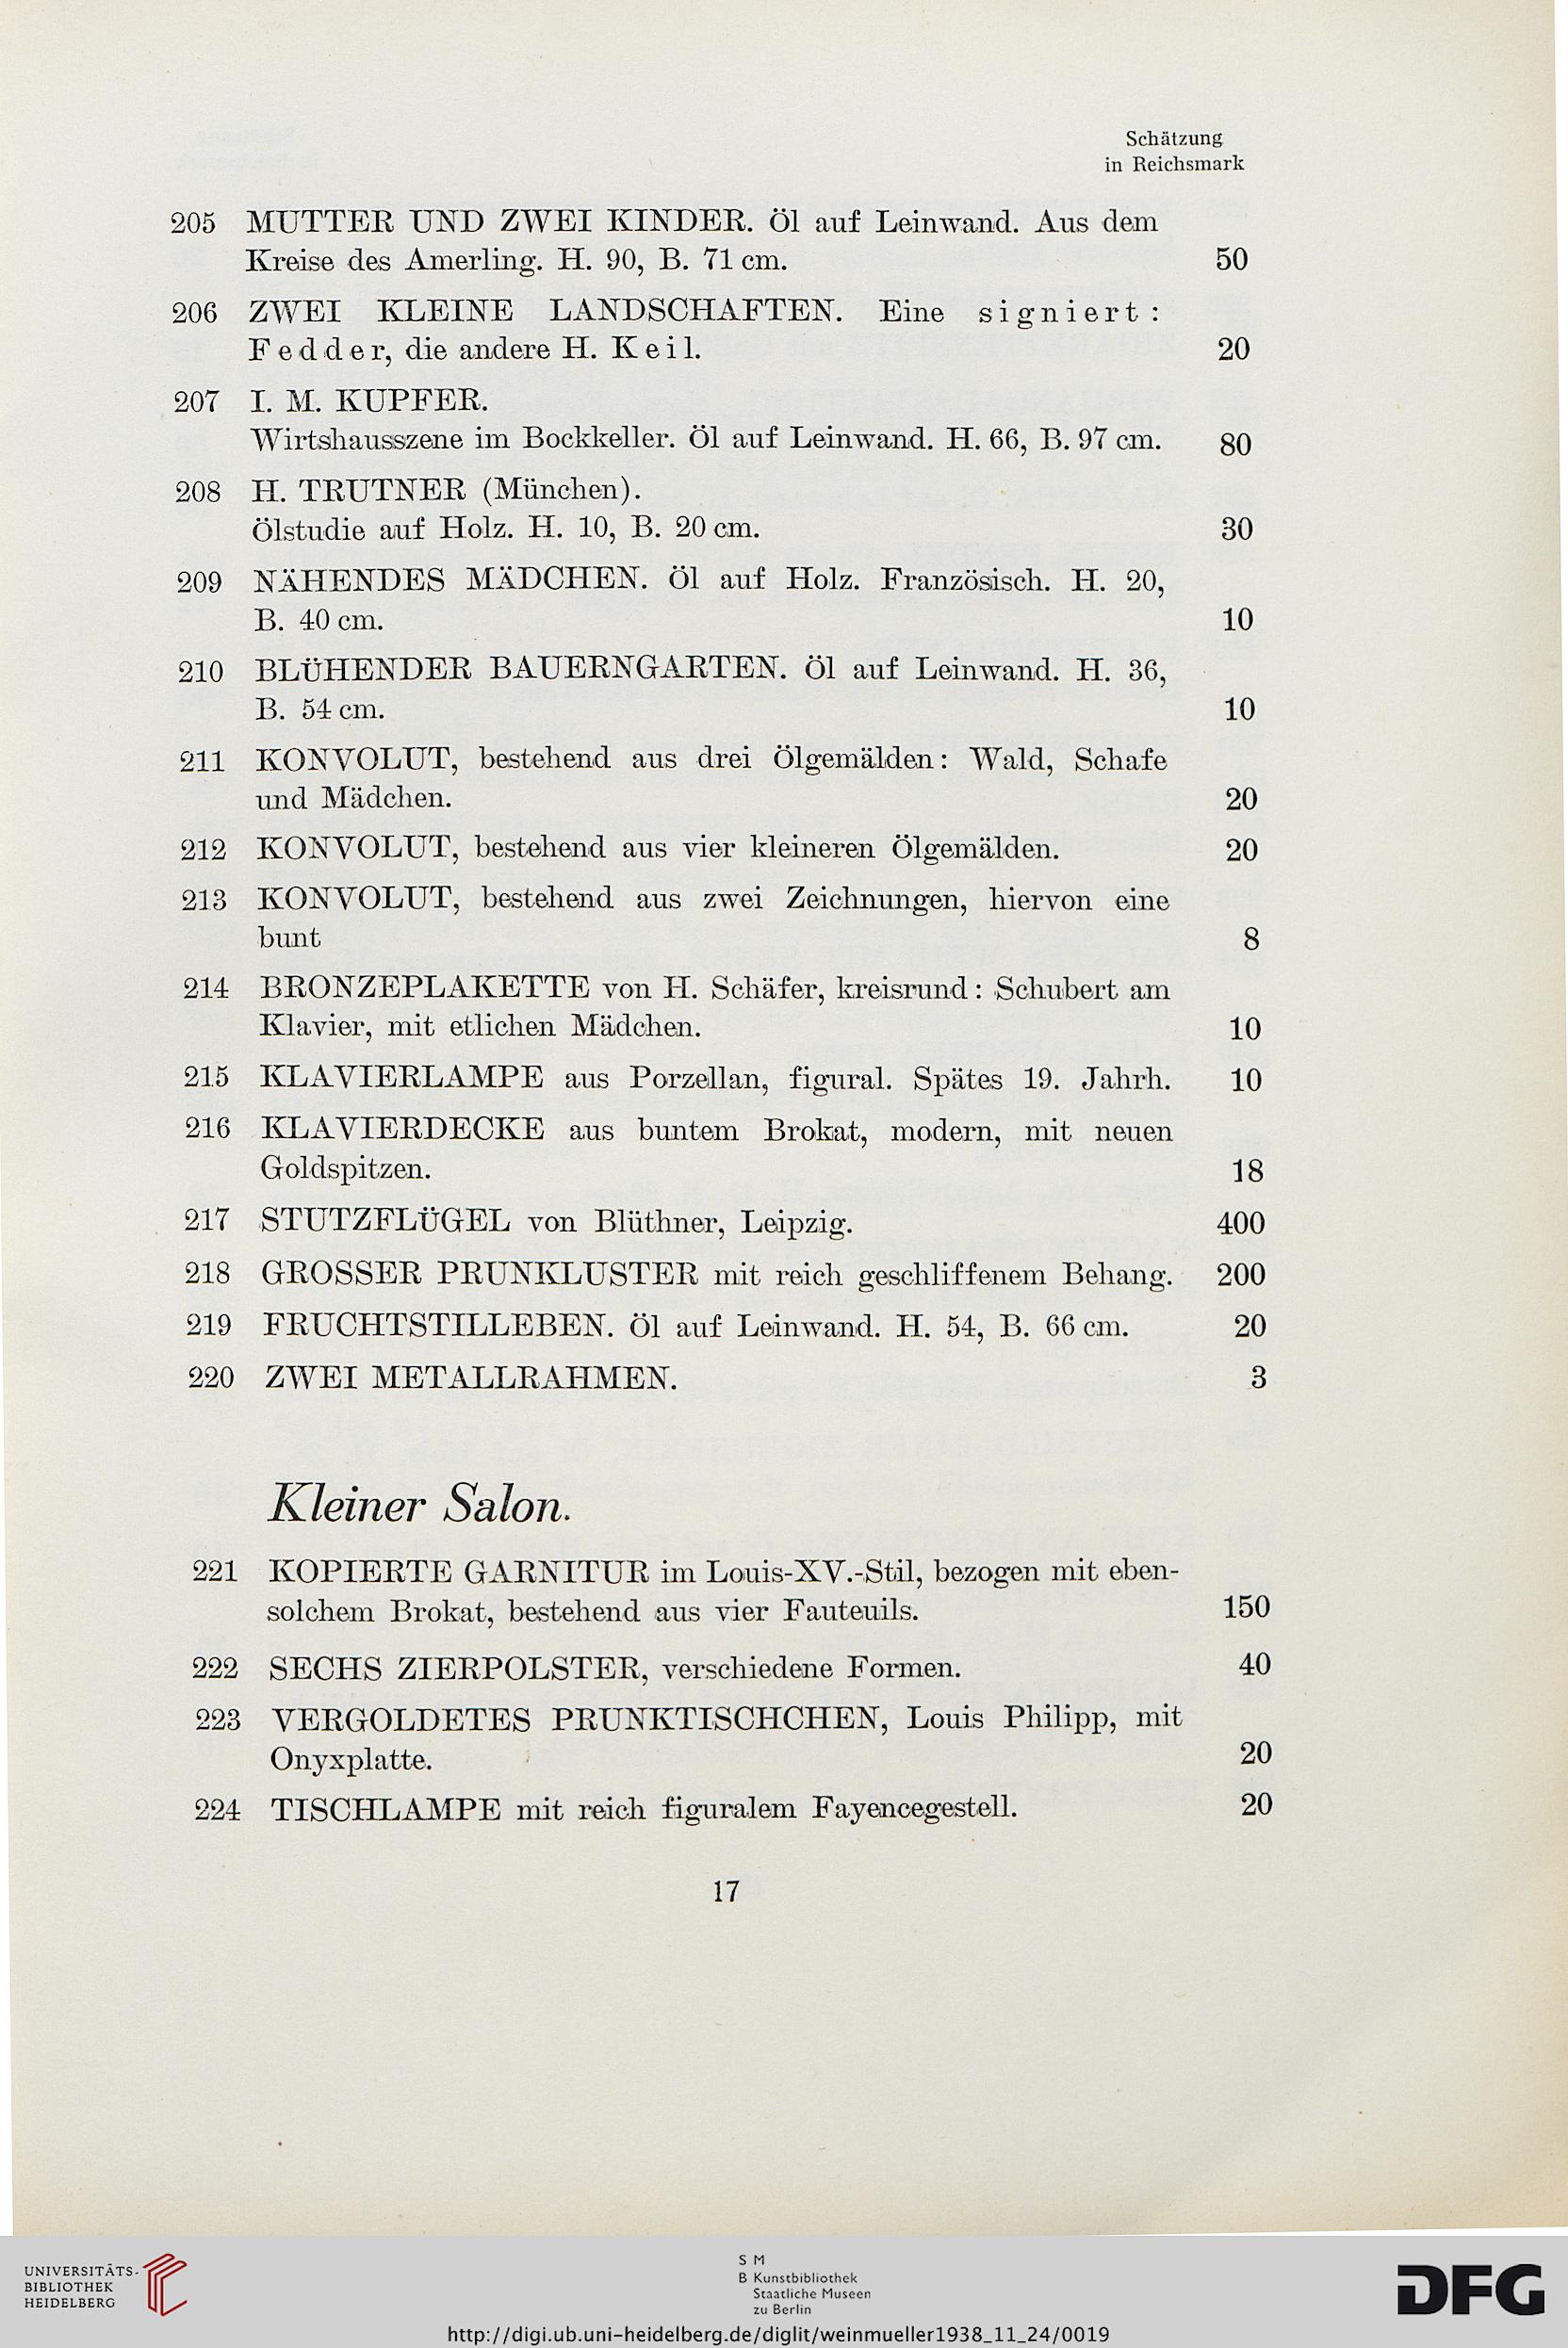 Schätzung
in Reichsmark
205 MUTTER UND ZWEI KINDER. Öl auf Leinwand. Aus dem
Kreise des Amerling. H. 90, B. 71 cm. 50
206 ZWEI KLEINE LANDSCHAFTEN. Eine signiert:
Fedder, die andere H. Keil. 20
207 I. M. KUPFER.
Wirtshausszene im Bockkeller. Öl auf Leinwand. H. 66, B. 97 cm. 80
208 H. TRUTNER (München).
Ölstudie auf Holz. H. 10, B. 20 cm. 30
209 NÄHENDES MÄDCHEN. Öl auf Holz. Französisch. H. 20,
B. 40 cm. 10
210 BLÜHENDER BAUERNGARTEN. Öl auf Leinwand. H. 36,
B. 54 cm. 10
211 KONVOLUT, bestehend aus drei Ölgemälden: Wald, Schafe
und Mädchen. 20
212 KONVOLUT, bestehend aus vier kleineren Ölgemälden. 20
213 KONVOLUT, bestehend aus zwei Zeichnungen, hiervon eine
bunt 8
214 BRONZEPLAKETTE von H. Schäfer, kreisrund: Schubert am
Klavier, mit etlichen Mädchen. 10
215 KLAVIERLAMPE aus Porzellan, figural. Spätes 19. Jahrh. 10
216 KLAVIERDECKE aus buntem Brokat, modern, mit neuen
Goldspitzen. 18
217 STUTZFLÜGEL von Blüthner, Leipzig. 400
218 GROSSER PRUNKLUSTER mit reich geschliffenem Behang. 200
219 FRUCHTSTILLEBEN. Öl auf Leinwand. H. 54, B. 66 cm. 20
220 ZWEI METALLRAHMEN. 3
Kleiner Salon.
221 KOPIERTE GARNITUR im Louis-XV.-Stil, bezogen mit eben-
solchem Brokat, bestehend aus vier Fauteuils. 150
222 SECHS ZIERPOLSTER, verschiedene Formen. 40
223 VERGOLDETES PRUNKTISCHCHEN, Louis Philipp, mit
Onyxplatte. 20
224 TISCHLAMPE mit reich figuralem Fayencegestell. 20
17
UNIVERSITÄTS-
BIBLIOTHEK
HEIDELBERG
S M
B Kunstbibliothek
Staatliche Museen
zu Berlin
DFG
http://digi.ub.uni-heidelberg.de/diglit/weinmueller1938_11_24/0019